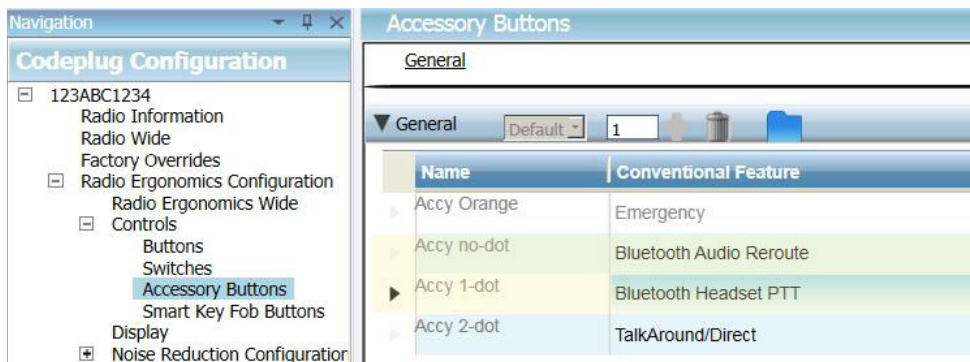 Navigation
Codeplug Configuration
123ABC1234
Radio Information
Radio Wide
Factory Overrides
Radio Ergonomics Configuration
Radio Ergonomics Wide
Controls
Buttons
Switches
Accessory Buttons
Smart Key Fob Buttons
Display
Noise Reduction Configuration
Accessory Buttons
General
General Default 1
Name Conventional Feature
Accy Orange Emergency
Accy no-dot Bluetooth Audio Reroute
Accy 1-dot Bluetooth Headset PTT
Accy 2-dot TalkAround/Direct